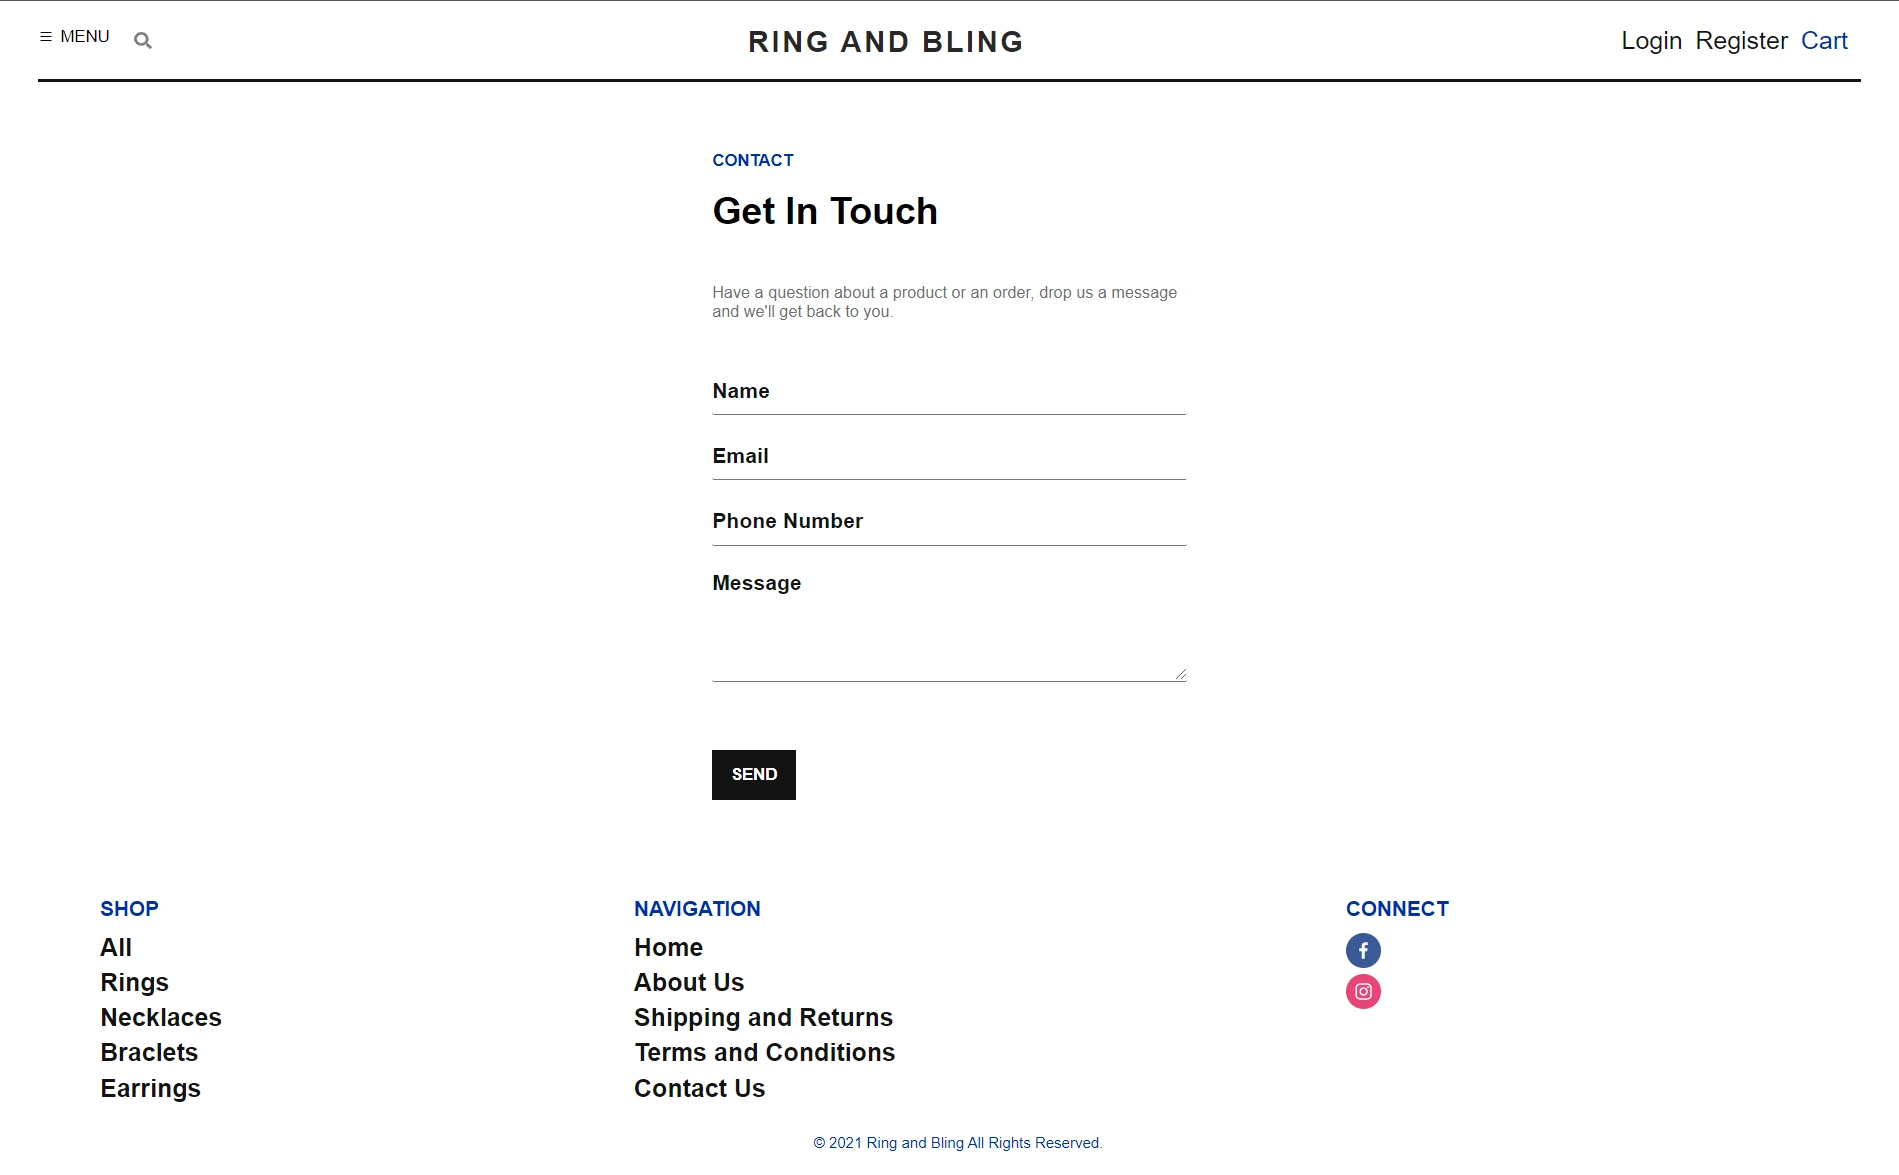 ☰ MENU
RING AND BLING
Login Register Cart
CONTACT
Get In Touch
Have a question about a product or an order, drop us a message
and we'll get back to you.
Name
Email
Phone Number
Message
SEND
SHOP
All
Rings
Necklaces
Braclets
Earrings
NAVIGATION
Home
About Us
Shipping and Returns
Terms and Conditions
Contact Us
CONNECT
© 2021 Ring and Bling All Rights Reserved.